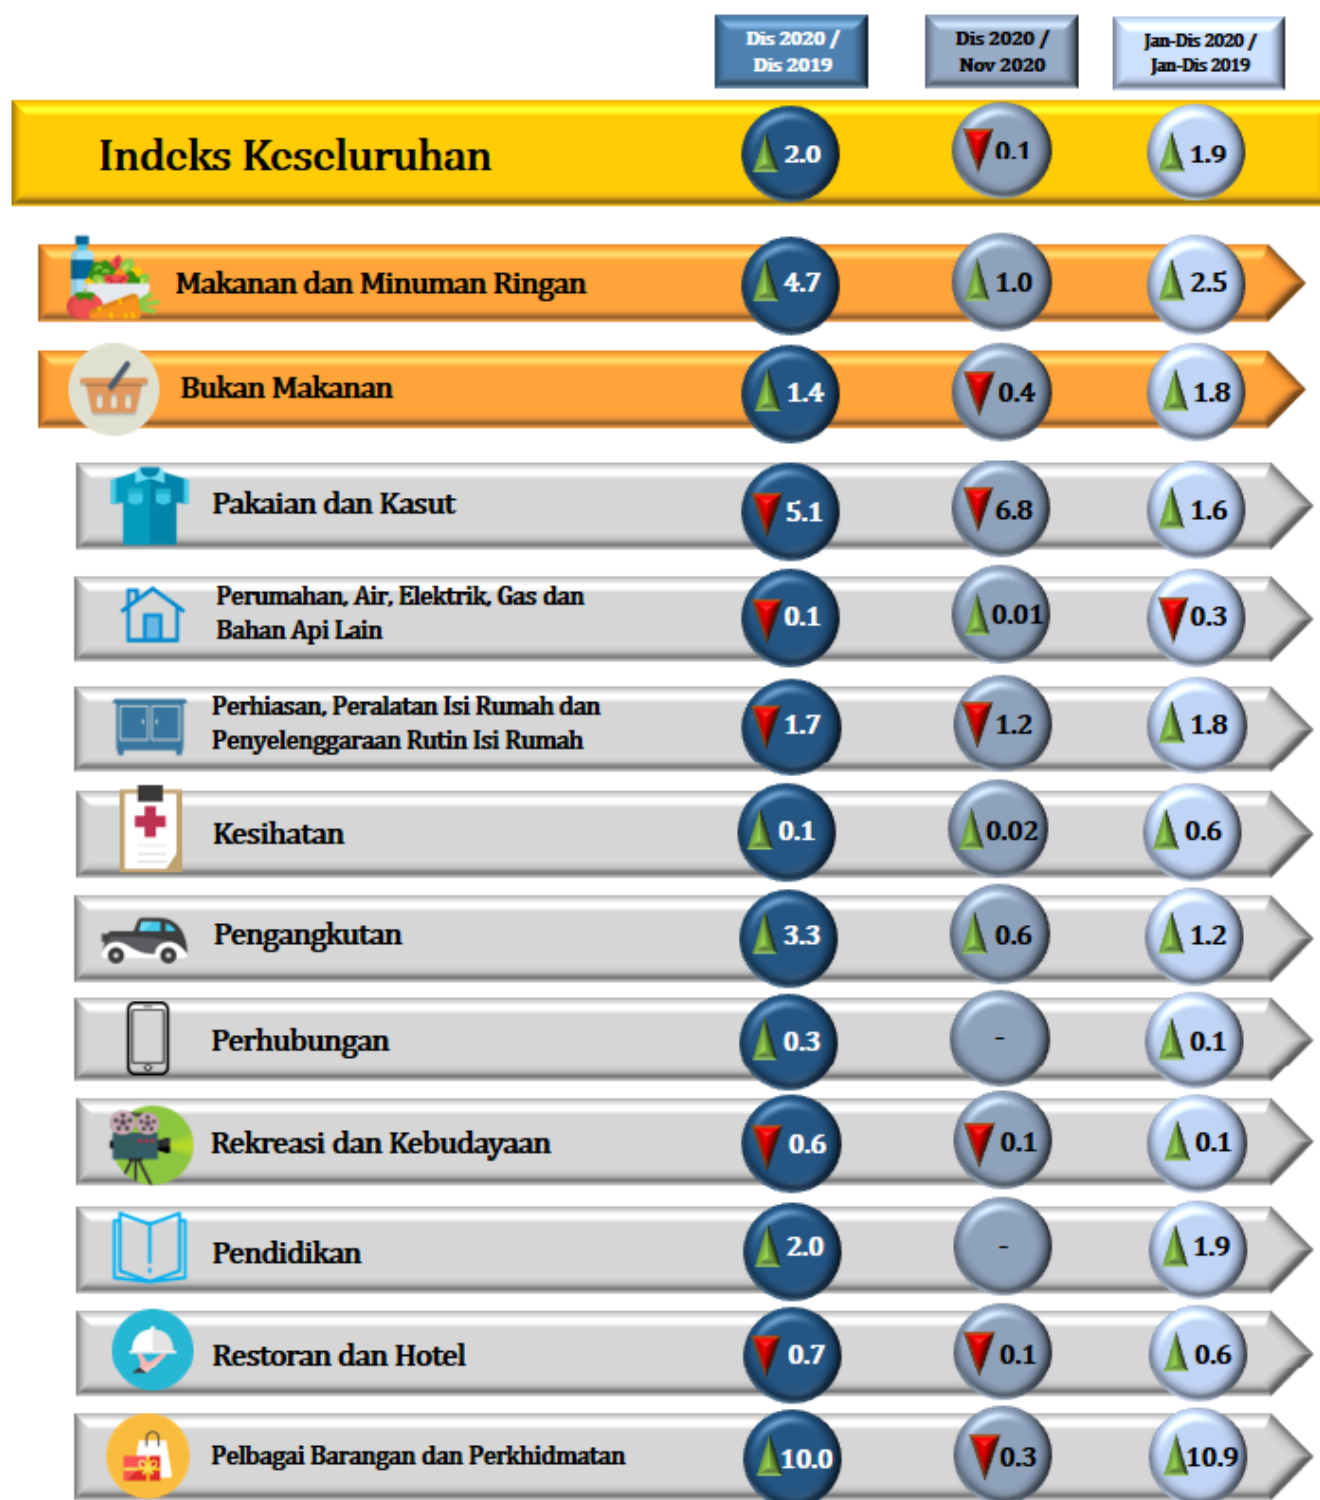 Dis 2020 /
Dis 2019
Dis 2020 /
Nov 2020
Jan-Dis 2020 /
Jan-Dis 2019
Indeks Keseluruhan
2.0
0.1
1.9
Makanan dan Minuman Ringan
4.7
1.0
2.5
Bukan Makanan
1.4
0.4
1.8
Pakaian dan Kasut
5.1
6.8
1.6
Perumahan, Air, Elektrik, Gas dan
Bahan Api Lain
0.1
0.01
0.3
Perhiasan, Peralatan Isi Rumah dan
Penyelenggaraan Rutin Isi Rumah
1.7
1.2
1.8
Kesihatan
0.1
0.02
0.6
Pengangkutan
3.3
0.6
1.2
Perhubungan
0.3
-
0.1
Rekreasi dan Kebudayaan
0.6
0.1
0.1
Pendidikan
2.0
-
1.9
Restoran dan Hotel
0.7
0.1
0.6
Pelbagai Barangan dan Perkhidmatan
10.0
0.3
10.9